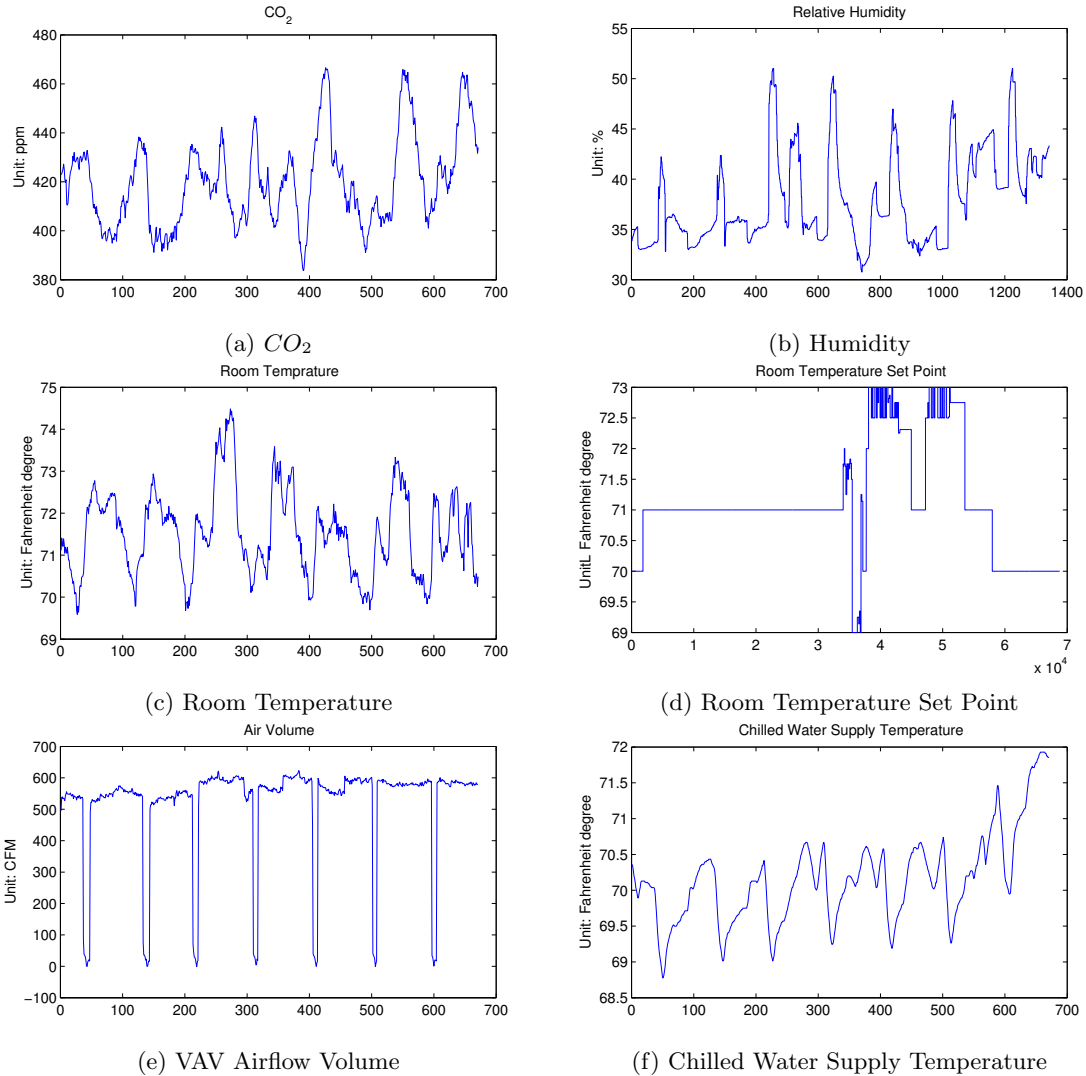 CO2
Unit: ppm
480
460
440
420
400
380
0 100 200 300 400 500 600 700
(a) CO2
Relative Humidity
Unit: %
55
50
45
40
35
30
0 200 400 600 800 1000 1200 1400
(b) Humidity
Room Temprature
Unit: Fahrenheit degree
75
74
73
72
71
70
69
0 100 200 300 400 500 600 700
(c) Room Temperature
Room Temperature Set Point
UnitL Fahrenheit degree
73
72.5
72
71.5
71
70.5
70
69.5
69
0 1 2 3 4 5 6 7
x 10^4
(d) Room Temperature Set Point
Air Volume
Unit: CFM
700
600
500
400
300
200
100
0
−100
0 100 200 300 400 500 600 700
(e) VAV Airflow Volume
Chilled Water Supply Temperature
Unit: Fahrenheit degree
72
71.5
71
70.5
70
69.5
69
68.5
0 100 200 300 400 500 600 700
(f) Chilled Water Supply Temperature